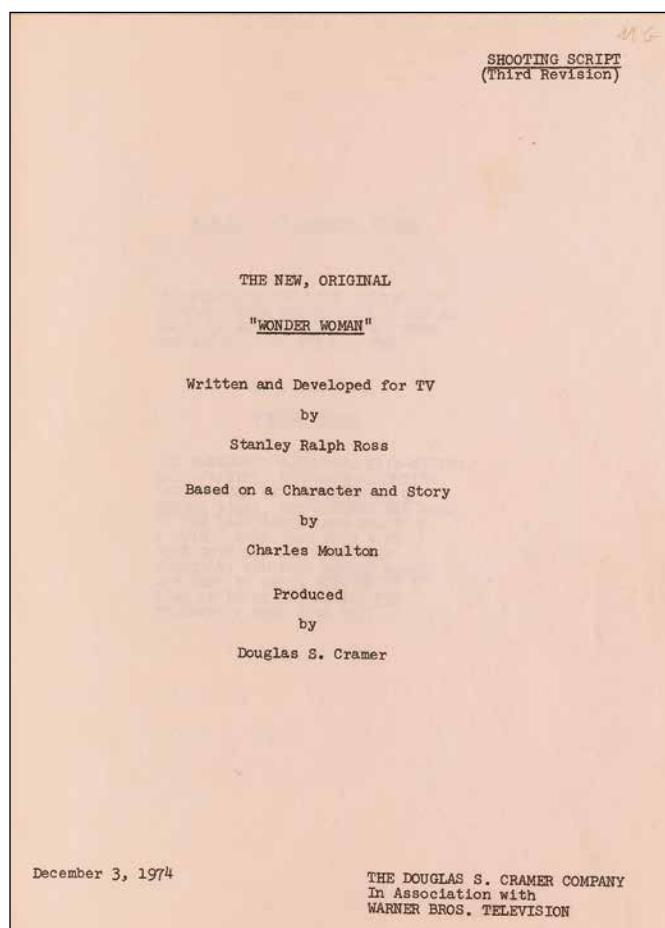 SHOOTING SCRIPT
(Third Revision)
THE NEW, ORIGINAL
"WONDER WOMAN"
Written and Developed for TV
by
Stanley Ralph Ross
Based on a Character and Story
by
Charles Moulton
Produced
by
Douglas S. Cramer
December 3, 1974
THE DOUGLAS S. CRAMER COMPANY
In Association with
WARNER BROS. TELEVISION